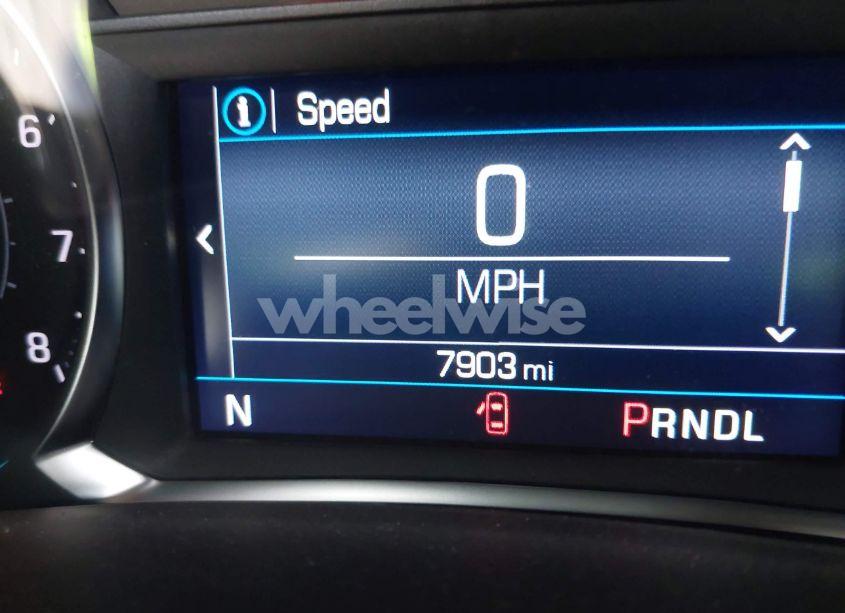 6
7
8
i Speed
0
MPH
wheelwise
7903 mi
N PRNDL